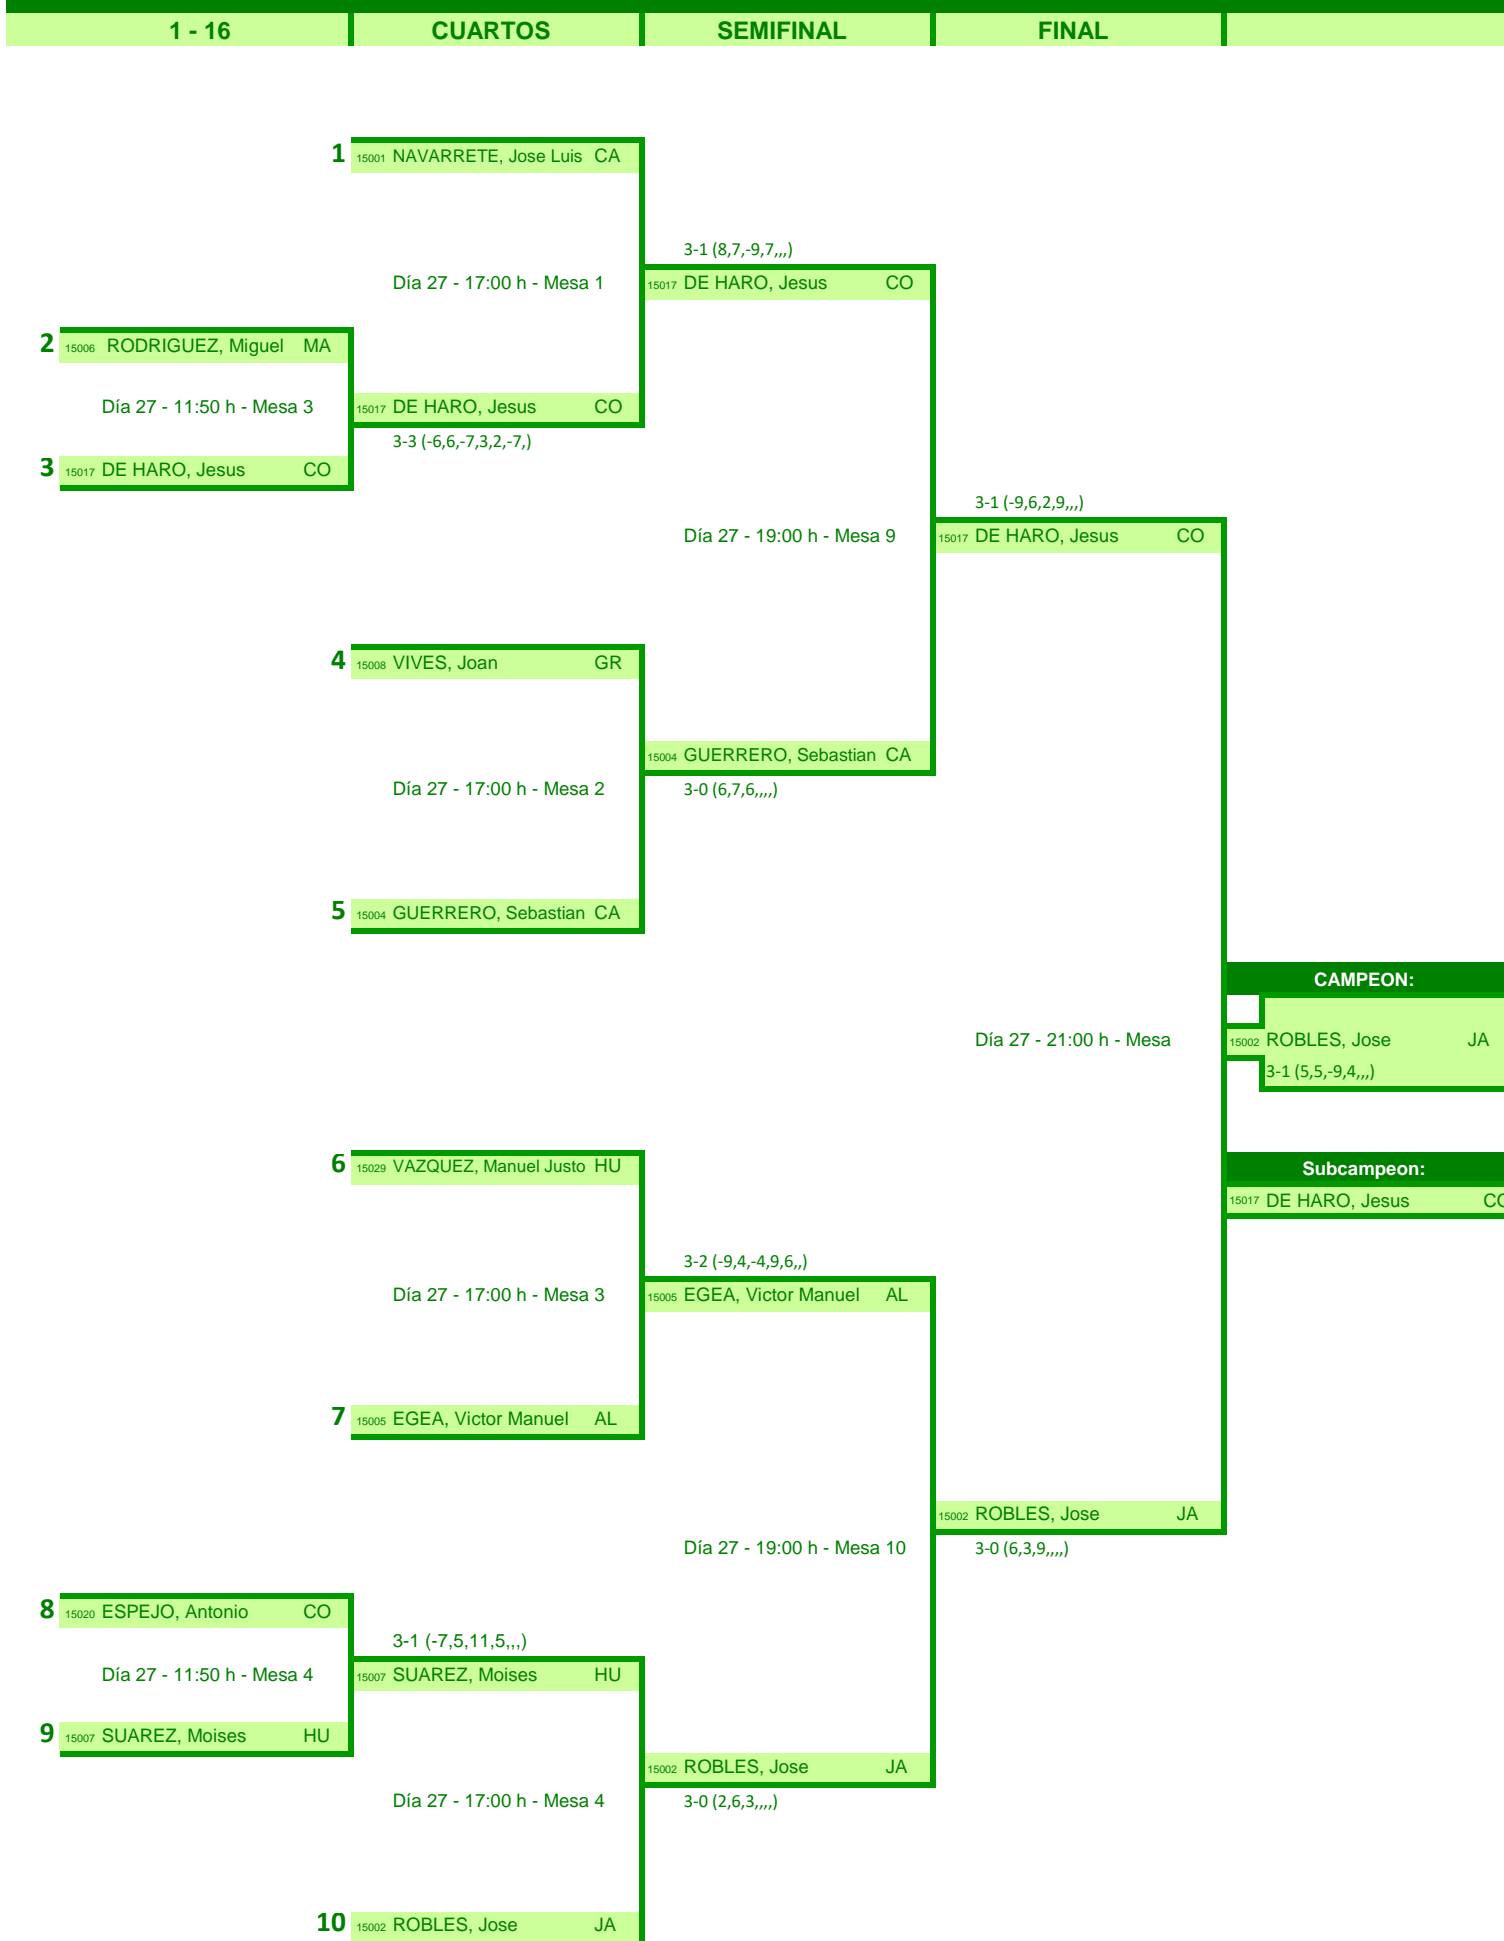 1 - 16 CUARTOS SEMIFINAL FINAL
1 15001 NAVARRETE, Jose Luis CA
3-1 (8,7,-9,7,,,)
Día 27 - 17:00 h - Mesa 1 15017 DE HARO, Jesus CO
2 15006 RODRIGUEZ, Miguel MA
Día 27 - 11:50 h - Mesa 3 15017 DE HARO, Jesus CO
3-3 (-6,6,-7,3,2,-7,)
3 15017 DE HARO, Jesus CO
3-1 (-9,6,2,9,,,)
Día 27 - 19:00 h - Mesa 9 15017 DE HARO, Jesus CO
4 15008 VIVES, Joan GR
15004 GUERRERO, Sebastian CA
Día 27 - 17:00 h - Mesa 2 3-0 (6,7,6,,,,)
5 15004 GUERRERO, Sebastian CA
CAMPEON:
Día 27 - 21:00 h - Mesa 15002 ROBLES, Jose JA
3-1 (5,5,-9,4,,,)
6 15029 VAZQUEZ, Manuel Justo HU
Subcampeon:
15017 DE HARO, Jesus CO
3-2 (-9,4,-4,9,6,,)
Día 27 - 17:00 h - Mesa 3 15005 EGEA, Victor Manuel AL
7 15005 EGEA, Victor Manuel AL
15002 ROBLES, Jose JA
Día 27 - 19:00 h - Mesa 10 3-0 (6,3,9,,,,)
8 15020 ESPEJO, Antonio CO
3-1 (-7,5,11,5,,,)
Día 27 - 11:50 h - Mesa 4 15007 SUAREZ, Moises HU
9 15007 SUAREZ, Moises HU
15002 ROBLES, Jose JA
Día 27 - 17:00 h - Mesa 4 3-0 (2,6,3,,,,)
10 15002 ROBLES, Jose JA